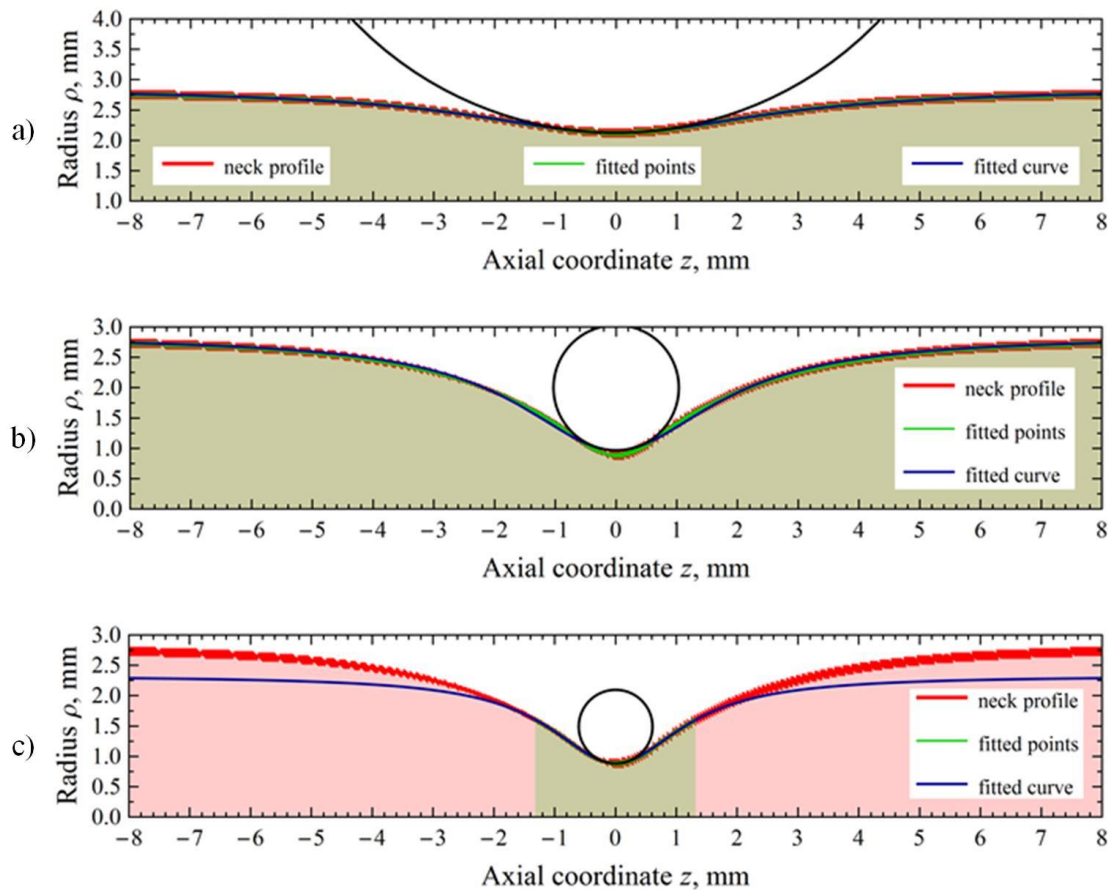 a)
Radius ρ, mm
4.0
3.5
3.0
2.5
2.0
1.5
1.0
neck profile
fitted points
fitted curve
−8 −7 −6 −5 −4 −3 −2 −1 0 1 2 3 4 5 6 7 8
Axial coordinate z, mm
b)
Radius ρ, mm
3.0
2.5
2.0
1.5
1.0
0.5
0.0
neck profile
fitted points
fitted curve
−8 −7 −6 −5 −4 −3 −2 −1 0 1 2 3 4 5 6 7 8
Axial coordinate z, mm
c)
Radius ρ, mm
3.0
2.5
2.0
1.5
1.0
0.5
0.0
neck profile
fitted points
fitted curve
−8 −7 −6 −5 −4 −3 −2 −1 0 1 2 3 4 5 6 7 8
Axial coordinate z, mm